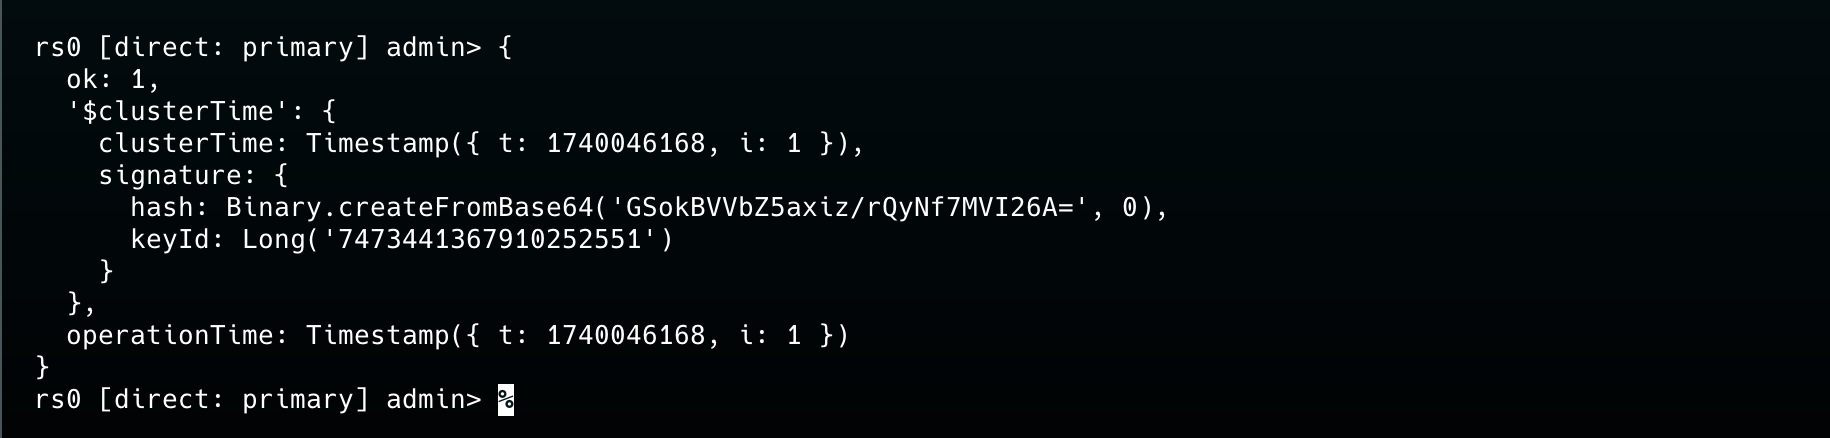 rs0 [direct: primary] admin> {
  ok: 1,
  '$clusterTime': {
    clusterTime: Timestamp({ t: 1740046168, i: 1 }),
    signature: {
      hash: Binary.createFromBase64('GSokBVVbZ5axiz/rQyNf7MVI26A=', 0),
      keyId: Long('7473441367910252551')
    }
  },
  operationTime: Timestamp({ t: 1740046168, i: 1 })
}
rs0 [direct: primary] admin> %